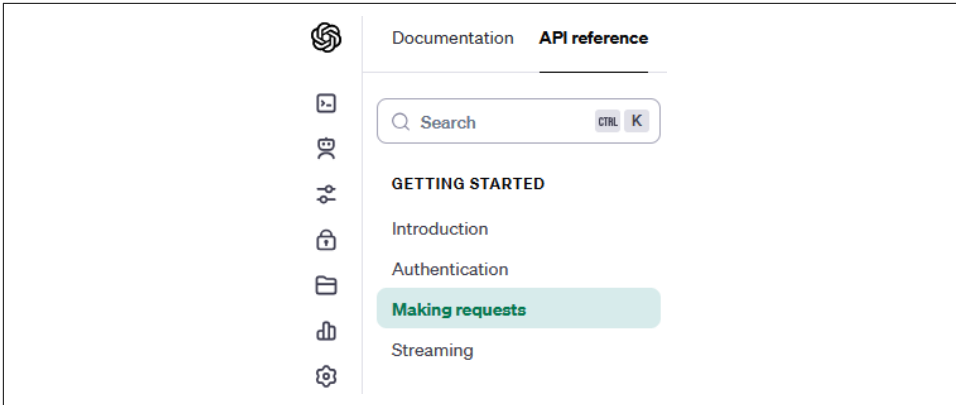 Documentation API reference
Search CTRL K
GETTING STARTED
Introduction
Authentication
Making requests
Streaming